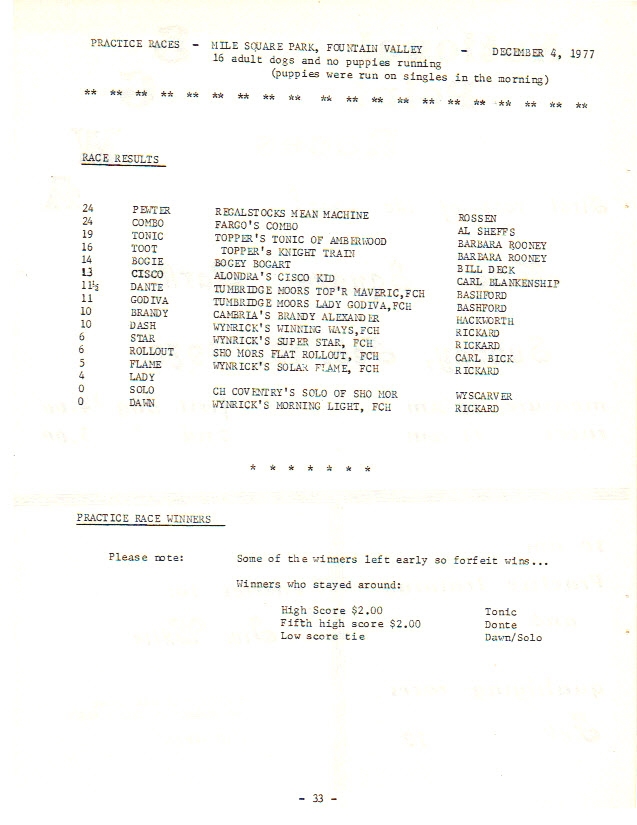 PRACTICE RACES - MILE SQUARE PARK, FOUNTAIN VALLEY - DECEMBER 4, 1977
16 adult dogs and no puppies running
(puppies were run on singles in the morning)
** ** ** ** ** ** ** ** ** ** ** ** ** ** ** ** ** ** ** **
RACE RESULTS
24 PEWTER REGALSTOCKS MEAN MACHINE ROSSEN
24 COMBO FARGO'S COMBO AL SHEFFS
19 TONIC TOPPER'S TONIC OF AMBERWOOD BARBARA ROONEY
16 TOOT TOPPER'S KNIGHT TRAIN BARBARA ROONEY
14 BOGIE BOGEY BOGART BILL DECK
13 CISCO ALONDRA'S CISCO KID CARL BLANKENSHIP
11½ DANTE TUMBRIDGE MOORS TOP'R MAVERIC,FCH BASHFORD
11 GODIVA TUMBRIDGE MOORS LADY GODIVA,FCH BASHFORD
10 BRANDY CAMBRIA'S BRANDY ALEXANDER HACKWORTH
10 DASH WYNRICK'S WINNING WAYS,FCH RICKARD
6 STAR WYNRICK'S SUPER STAR, FCH RICKARD
6 ROLLOUT SHO MORS FLAT ROLLOUT, FCH CARL BICK
5 FLAME WYNRICK'S SOLAR FLAME, FCH RICKARD
4 LADY
0 SOLO CH COVENTRY'S SOLO OF SHO MOR WYSCARVER
0 DAWN WYNRICK'S MORNING LIGHT, FCH RICKARD
* * * * * * *
PRACTICE RACE WINNERS
Please note: Some of the winners left early so forfeit wins...
Winners who stayed around:
High Score $2.00 Tonic
Fifth high score $2.00 Donte
Low score tie Dawn/Solo
- 33 -